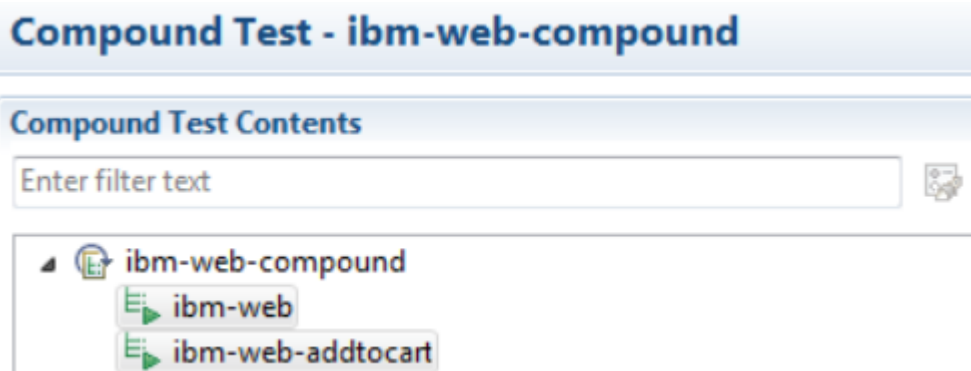 Compound Test - ibm-web-compound
Compound Test Contents
Enter filter text
ibm-web-compound
ibm-web
ibm-web-addtocart